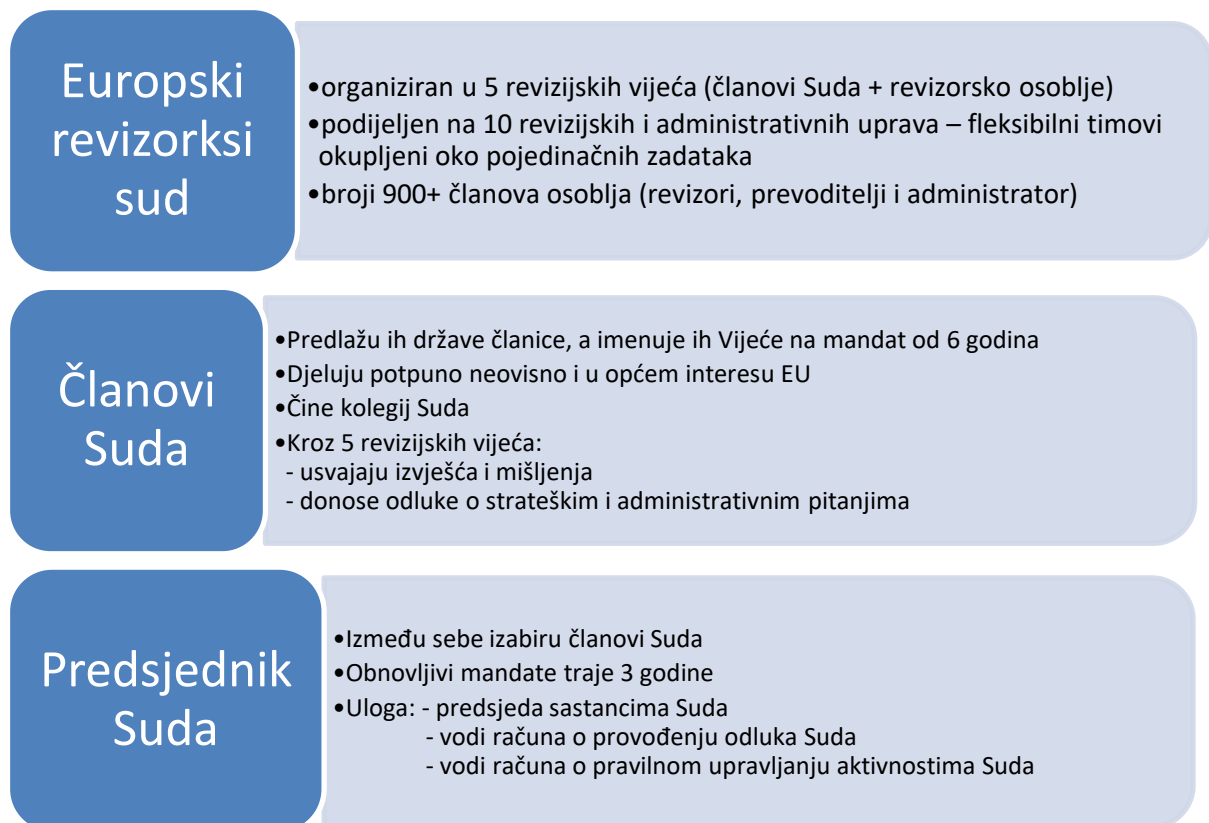 Europski
revizorksi
sud
•organiziran u 5 revizijskih vijeća (članovi Suda + revizorsko osoblje)
•podijeljen na 10 revizijskih i administrativnih uprava – fleksibilni timovi
okupljeni oko pojedinačnih zadataka
•broji 900+ članova osoblja (revizori, prevoditelji i administrator)
Članovi
Suda
•Predlažu ih države članice, a imenuje ih Vijeće na mandat od 6 godina
•Djeluju potpuno neovisno i u općem interesu EU
•Čine kolegij Suda
•Kroz 5 revizijskih vijeća:
- usvajaju izvješća i mišljenja
- donose odluke o strateškim i administrativnim pitanjima
Predsjednik
Suda
•Između sebe izabiru članovi Suda
•Obnovljivi mandate traje 3 godine
•Uloga: - predsjeda sastancima Suda
- vodi računa o provođenju odluka Suda
- vodi računa o pravilnom upravljanju aktivnostima Suda